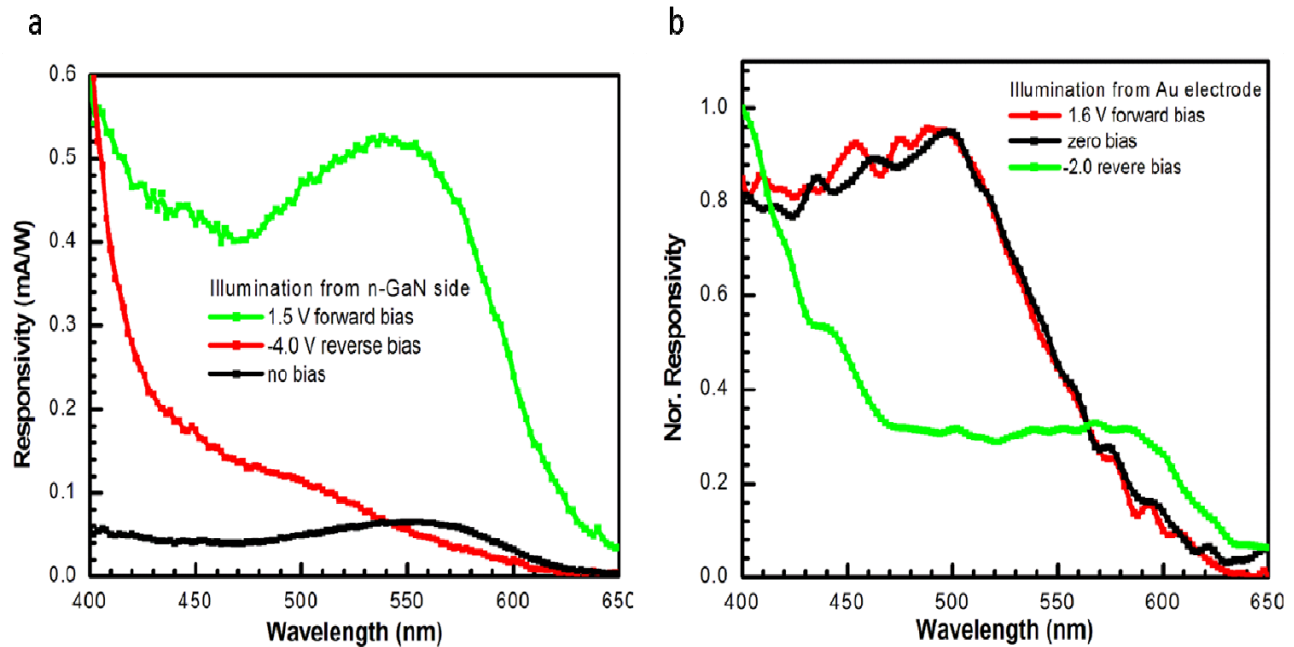 a
0.6
0.5
0.4
0.3
0.2
0.1
0.0
Responsivity (mA/W)
Illumination from n-GaN side
1.5 V forward bias
-4.0 V reverse bias
no bias
400 450 500 550 600 650
Wavelength (nm)
b
1.0
0.8
0.6
0.4
0.2
0.0
Nor. Responsivity
Illumination from Au electrode
1.6 V forward bias
zero bias
-2.0 revere bias
400 450 500 550 600 650
Wavelength (nm)